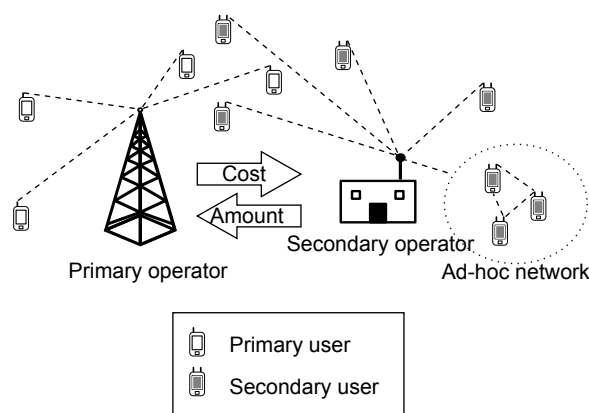 Cost
Amount
Secondary operator
Primary operator
Ad-hoc network
Primary user
Secondary user